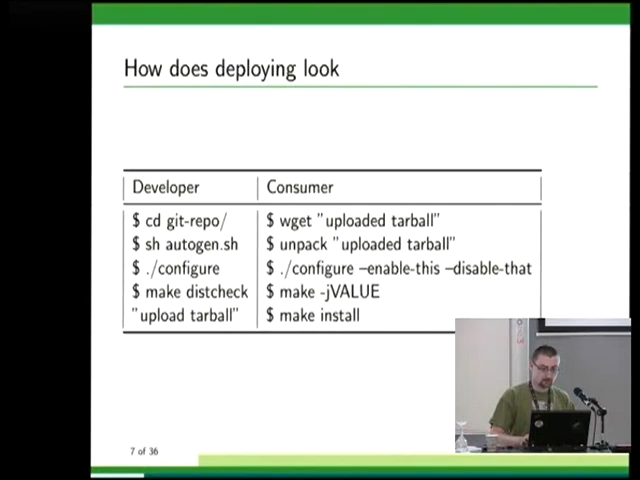 How does deploying look
Developer Consumer
$ cd git-repo/ $ wget "uploaded tarball"
$ sh autogen.sh $ unpack "uploaded tarball"
$ ./configure $ ./configure –enable-this –disable-that
$ make distcheck $ make -jVALUE
"upload tarball" $ make install
7 of 36